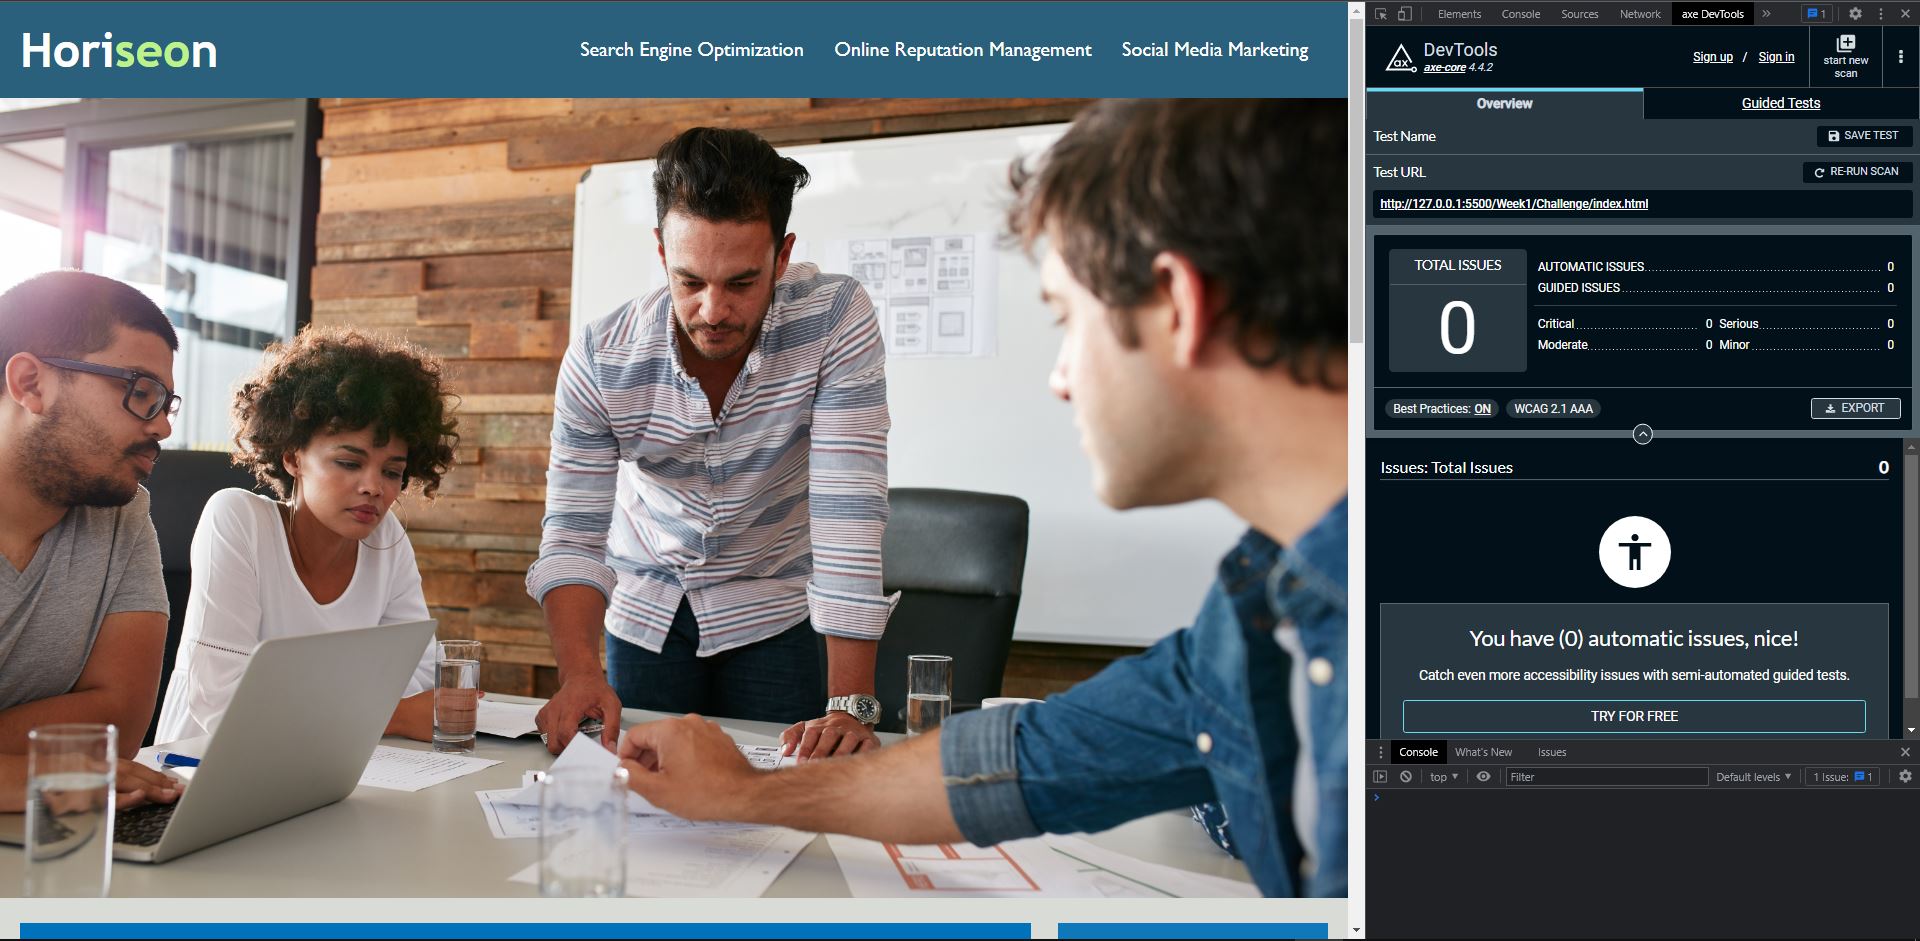 Horiseon
Search Engine Optimization
Online Reputation Management
Social Media Marketing
Elements
Console
Sources
Network
axe DevTools
1
ax
DevTools
axe-core 4.4.2
Sign up / Sign in
start new
scan
Overview
Guided Tests
Test Name
SAVE TEST
Test URL
RE-RUN SCAN
http://127.0.0.1:5500/Week1/Challenge/index.html
TOTAL ISSUES
0
AUTOMATIC ISSUES 0
GUIDED ISSUES 0
Critical 0 Serious 0
Moderate 0 Minor 0
Best Practices: ON
WCAG 2.1 AAA
EXPORT
Issues: Total Issues 0
You have (0) automatic issues, nice!
Catch even more accessibility issues with semi-automated guided tests.
TRY FOR FREE
Console
What's New
Issues
top
Filter
Default levels
1 Issue: 1